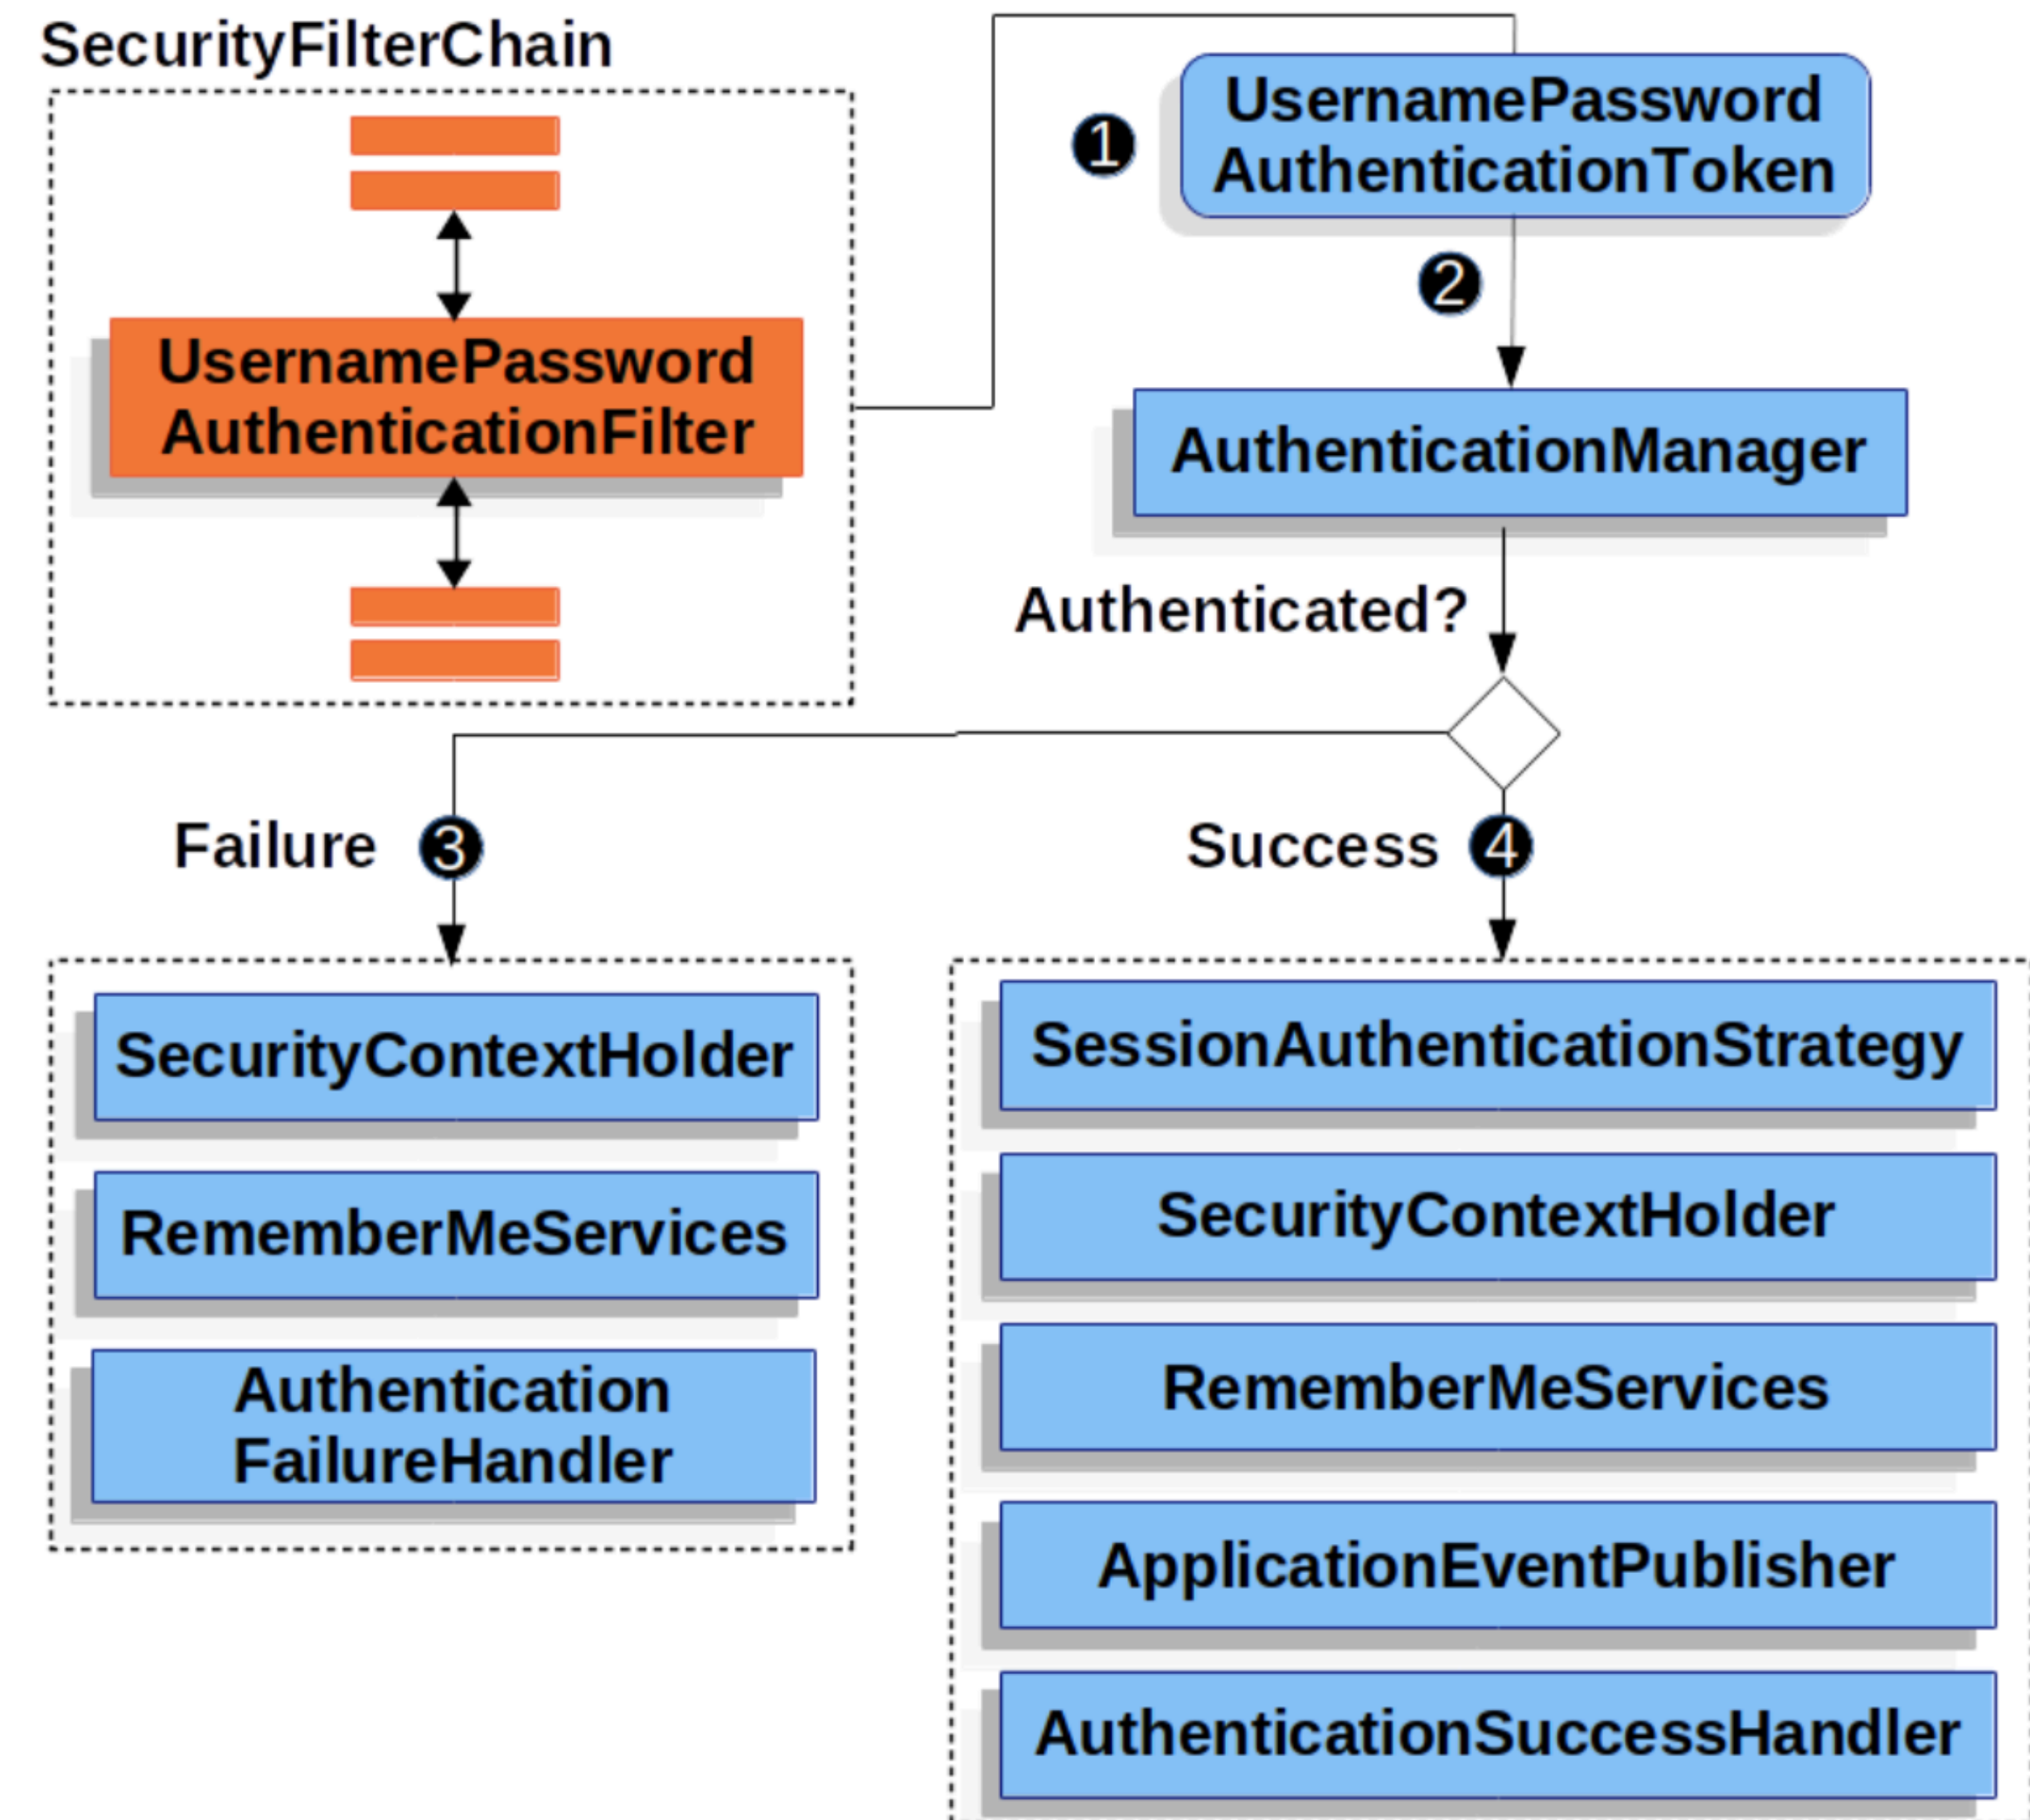 SecurityFilterChain
UsernamePassword
AuthenticationFilter
1
UsernamePassword
AuthenticationToken
2
AuthenticationManager
Authenticated?
Failure
3
Success
4
SecurityContextHolder
RememberMeServices
Authentication
FailureHandler
SessionAuthenticationStrategy
SecurityContextHolder
RememberMeServices
ApplicationEventPublisher
AuthenticationSuccessHandler